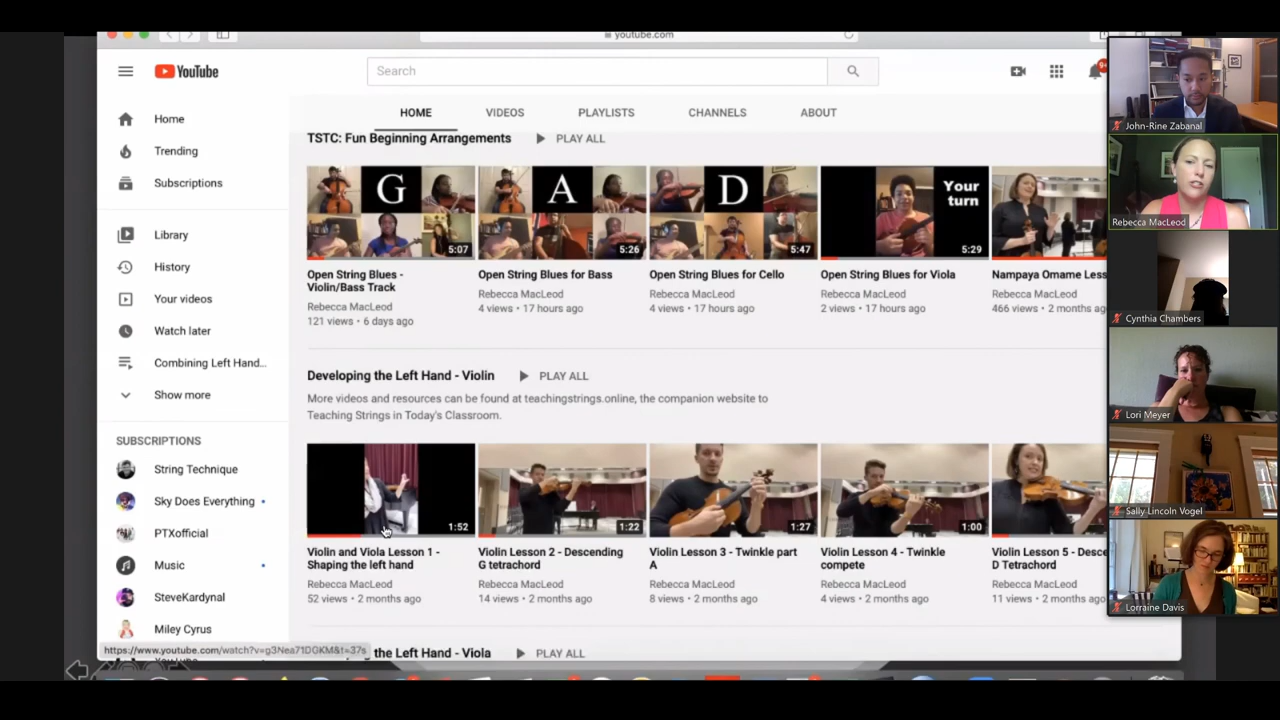 youtube.com
YouTube
Search
9+
HOME VIDEOS PLAYLISTS CHANNELS ABOUT
Home
Trending
Subscriptions
Library
History
Your videos
Watch later
Combining Left Hand...
Show more
SUBSCRIPTIONS
String Technique
Sky Does Everything
PTXofficial
Music
SteveKardynal
Miley Cyrus
TSTC: Fun Beginning Arrangements PLAY ALL
G
5:07
A
5:26
D
5:47
Your
turn
5:29
Open String Blues -
Violin/Bass Track
Rebecca MacLeod
121 views • 6 days ago
Open String Blues for Bass
Rebecca MacLeod
4 views • 17 hours ago
Open String Blues for Cello
Rebecca MacLeod
4 views • 17 hours ago
Open String Blues for Viola
Rebecca MacLeod
2 views • 17 hours ago
Nampaya Omame Less
Rebecca MacLeod
466 views • 2 months ago
Developing the Left Hand - Violin PLAY ALL
More videos and resources can be found at teachingstrings.online, the companion website to
Teaching Strings in Today's Classroom.
1:52
1:22
1:27
1:00
Violin and Viola Lesson 1 -
Shaping the left hand
Rebecca MacLeod
52 views • 2 months ago
Violin Lesson 2 - Descending
G tetrachord
Rebecca MacLeod
14 views • 2 months ago
Violin Lesson 3 - Twinkle part
A
Rebecca MacLeod
8 views • 2 months ago
Violin Lesson 4 - Twinkle
compete
Rebecca MacLeod
4 views • 2 months ago
Violin Lesson 5 - Desce
D Tetrachord
Rebecca MacLeod
11 views • 2 months ago
https://www.youtube.com/watch?v=g3Nea71DGKM&t=37s
the Left Hand - Viola PLAY ALL
John-Rine Zabanal
Rebecca MacLeod
Cynthia Chambers
Lori Meyer
Sally Lincoln Vogel
Lorraine Davis